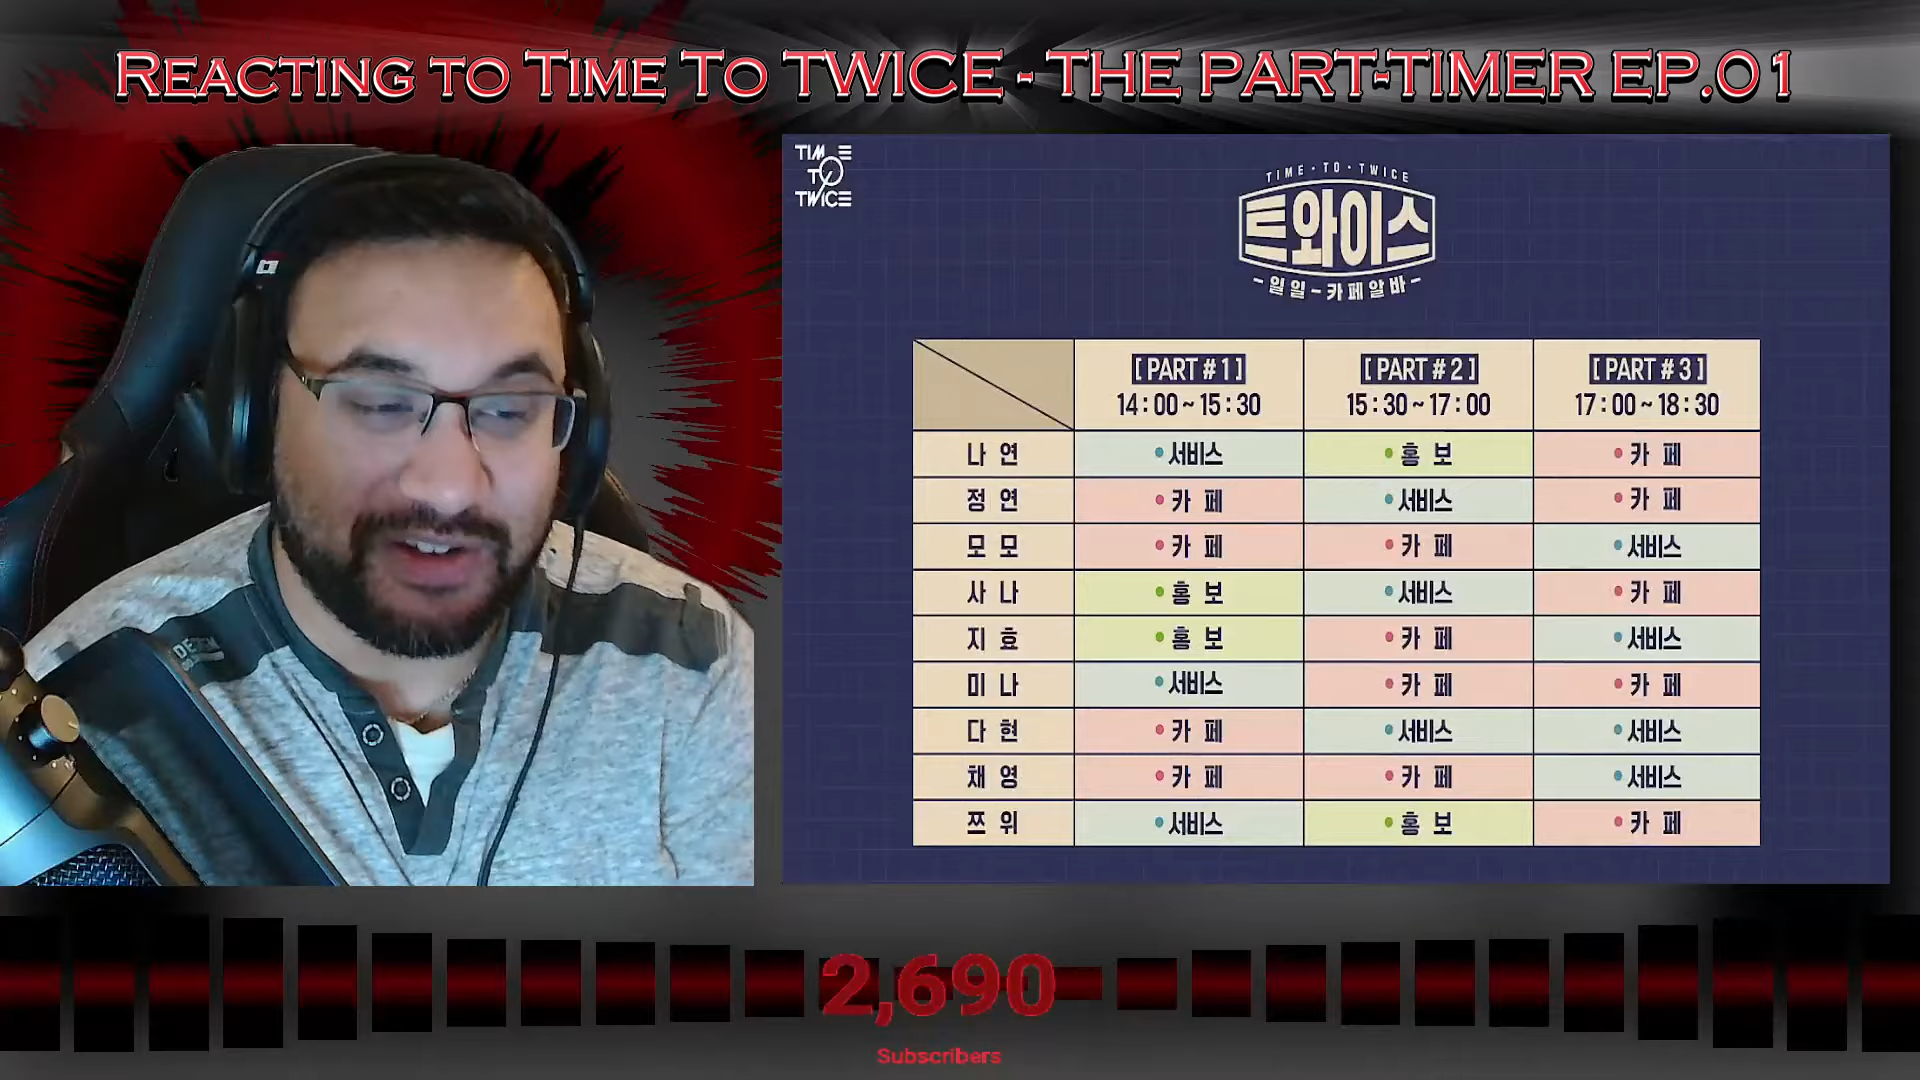 REACTING TO TIME TO TWICE - THE PART-TIMER EP.01
TIME
TO
TWICE
TIME·TO·TWICE
트와이스
-일일-카페알바-
[PART#1] [PART#2] [PART#3]
14:00~15:30 15:30~17:00 17:00~18:30
나연 •서비스 •홍보 •카페
정연 •카페 •서비스 •카페
모모 •카페 •카페 •서비스
사나 •홍보 •서비스 •카페
지효 •홍보 •카페 •서비스
미나 •서비스 •카페 •카페
다현 •카페 •서비스 •서비스
채영 •카페 •카페 •서비스
쯔위 •서비스 •홍보 •카페
2,690
Subscribers